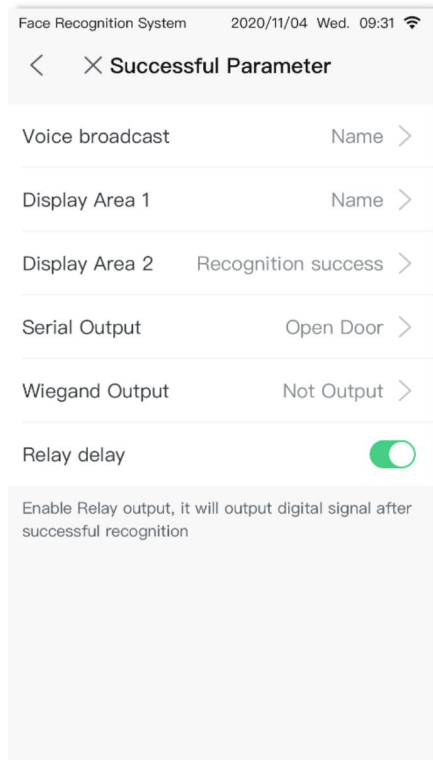 Face Recognition System 2020/11/04 Wed. 09:31
Successful Parameter
Voice broadcast Name
Display Area 1 Name
Display Area 2 Recognition success
Serial Output Open Door
Wiegand Output Not Output
Relay delay
Enable Relay output, it will output digital signal after
successful recognition